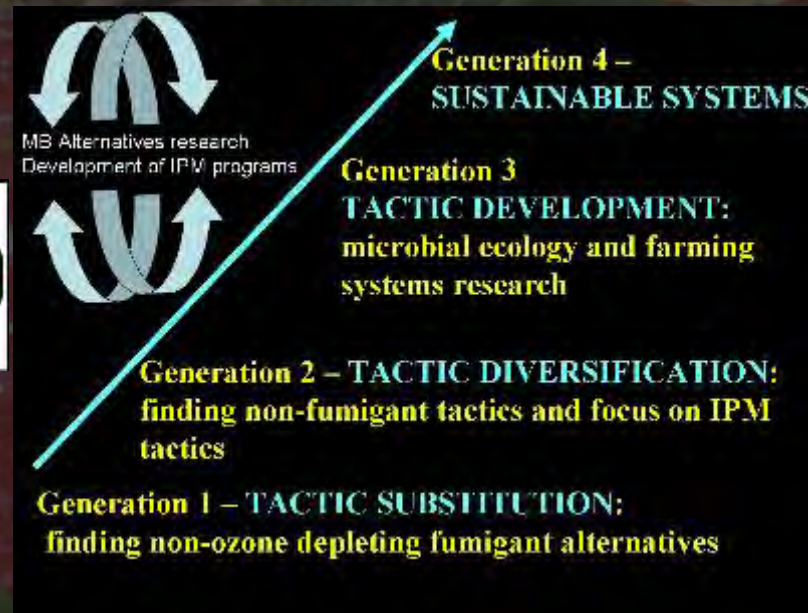 MB Alternatives research
Development of IPM programs
Generation 4 –
SUSTAINABLE SYSTEMS
Generation 3
TACTIC DEVELOPMENT:
microbial ecology and farming
systems research
Generation 2 – TACTIC DIVERSIFICATION:
finding non-fumigant tactics and focus on IPM
tactics
Generation 1 – TACTIC SUBSTITUTION:
finding non-ozone depleting fumigant alternatives